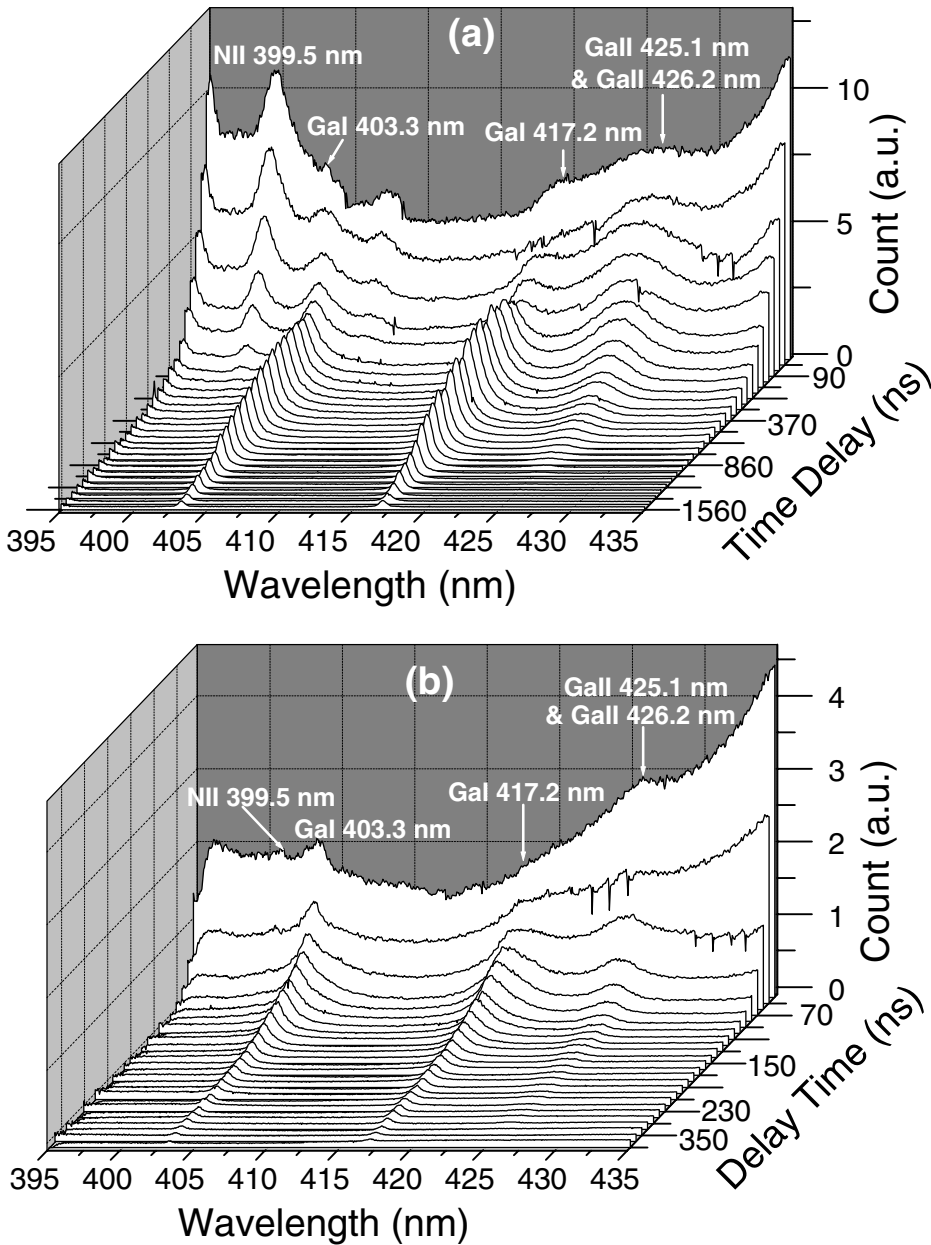 (a)
NII 399.5 nm
GaI 403.3 nm
GaI 417.2 nm
GaII 425.1 nm
& GaII 426.2 nm
10
5
0
Count (a.u.)
90
370
860
1560
Time Delay (ns)
395 400 405 410 415 420 425 430 435
Wavelength (nm)
(b)
NII 399.5 nm
GaI 403.3 nm
GaI 417.2 nm
GaII 425.1 nm
& GaII 426.2 nm
4
3
2
1
0
Count (a.u.)
70
150
230
350
Delay Time (ns)
395 400 405 410 415 420 425 430 435
Wavelength (nm)